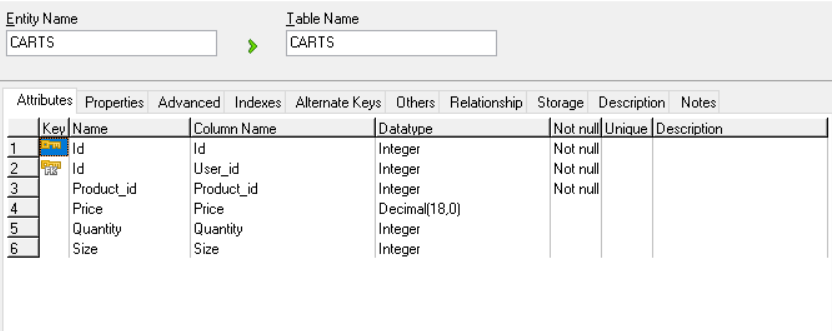 Entity Name Table Name
CARTS CARTS
Attributes Properties Advanced Indexes Alternate Keys Others Relationship Storage Description Notes
Key Name Column Name Datatype Not null Unique Description
1 Id Id Integer Not null
2 FK Id User_id Integer Not null
3 Product_id Product_id Integer Not null
4 Price Price Decimal(18,0)
5 Quantity Quantity Integer
6 Size Size Integer